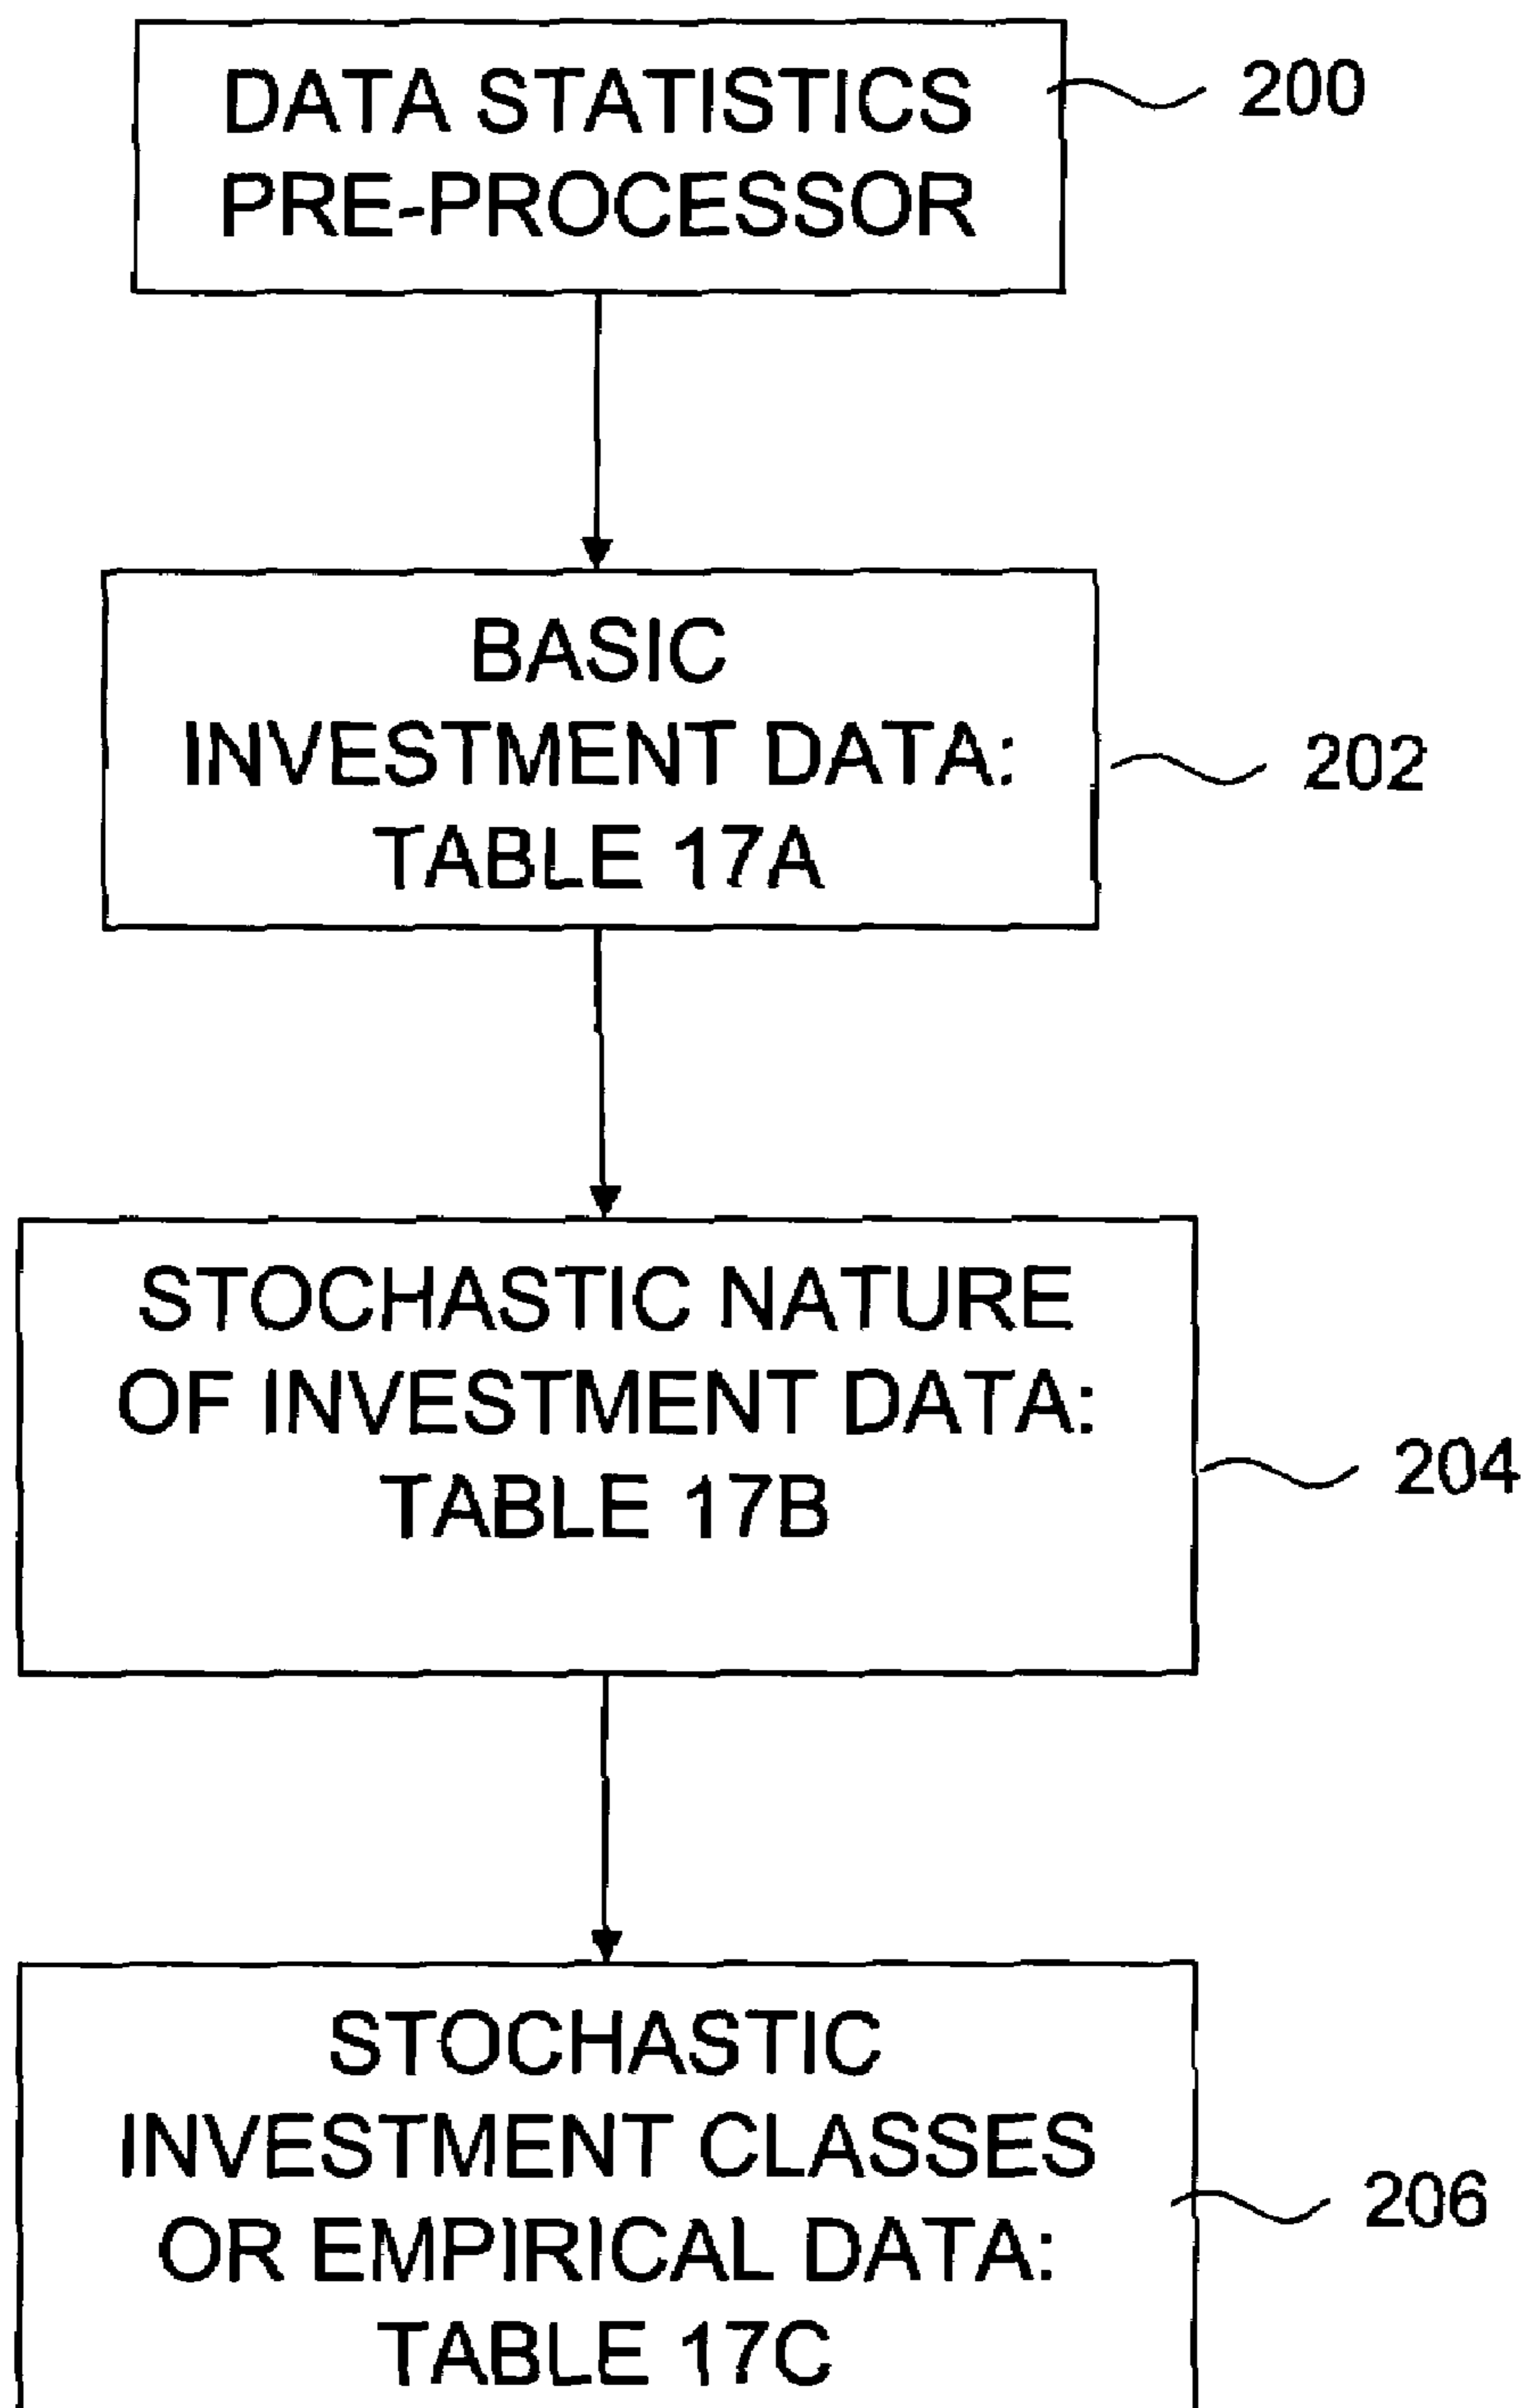 DATA STATISTICS
PRE-PROCESSOR
200
BASIC
INVESTMENT DATA:
TABLE 17A
202
STOCHASTIC NATURE
OF INVESTMENT DATA:
TABLE 17B
204
STOCHASTIC
INVESTMENT CLASSES
OR EMPIRICAL DATA:
TABLE 17C
206